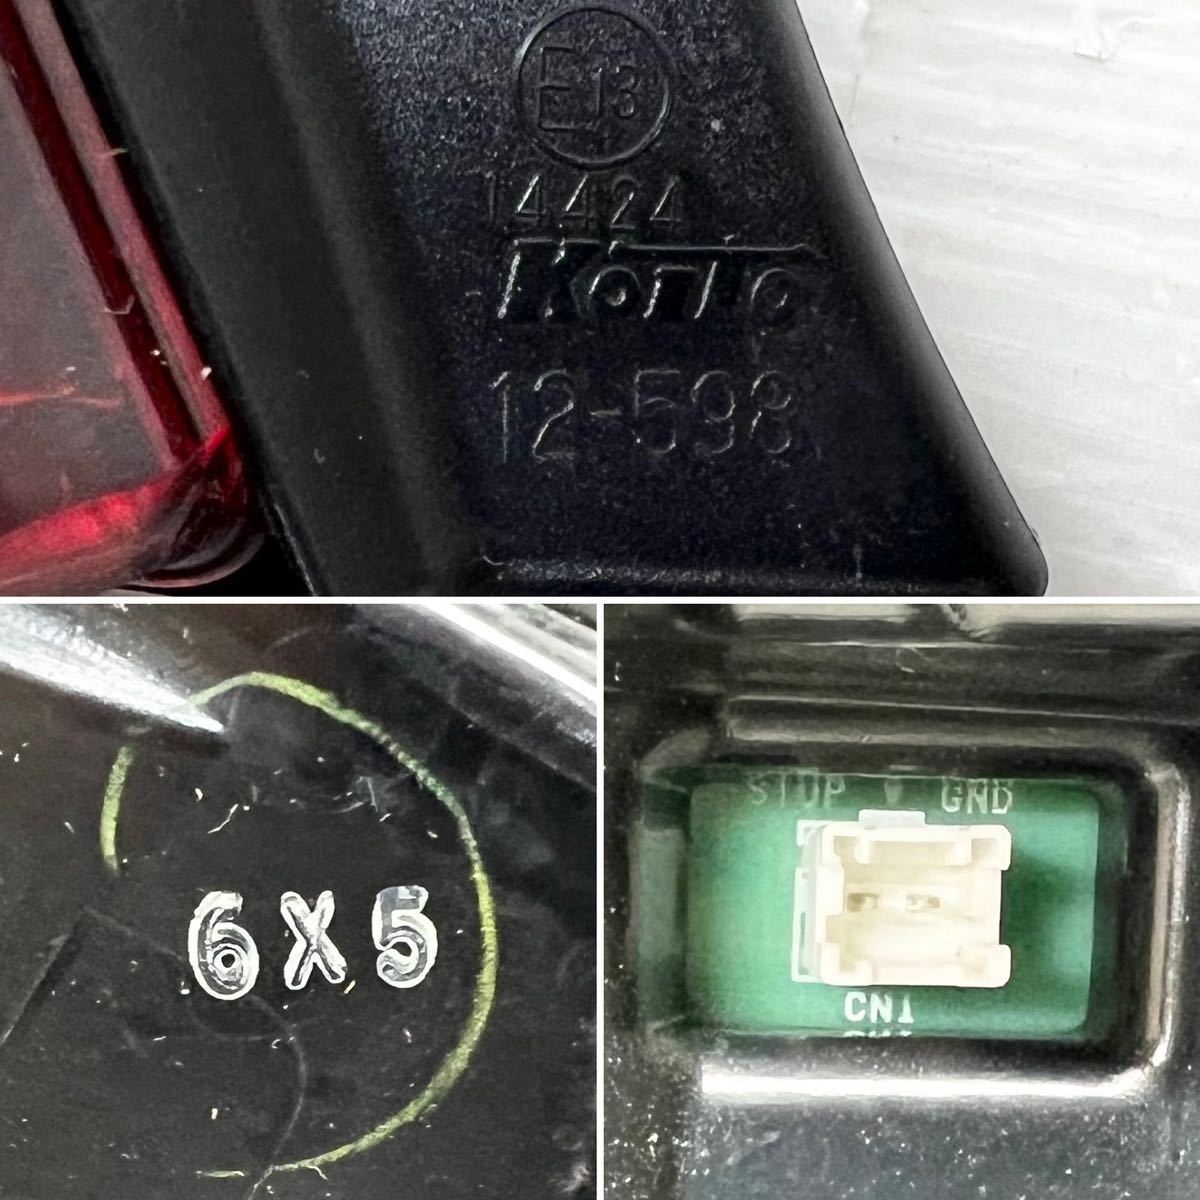 E13
14424
Koito
12-598
6X5
STOP GND
CN1